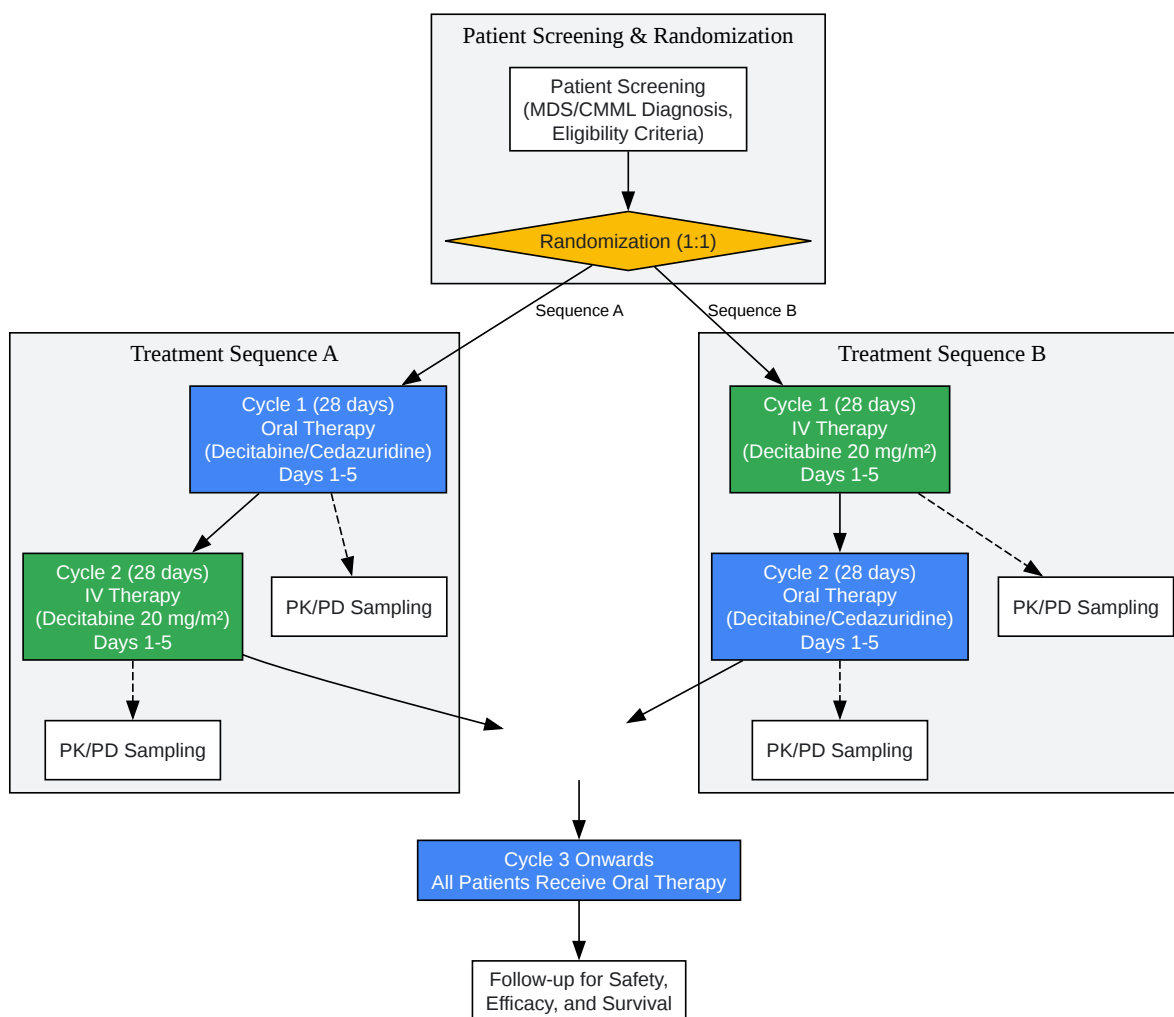 Patient Screening & Randomization
Patient Screening
(MDS/CMML Diagnosis,
Eligibility Criteria)
Randomization (1:1)
Sequence A
Sequence B
Treatment Sequence A
Cycle 1 (28 days)
Oral Therapy
(Decitabine/Cedazuridine)
Days 1-5
Cycle 2 (28 days)
IV Therapy
(Decitabine 20 mg/m²)
Days 1-5
PK/PD Sampling
PK/PD Sampling
Treatment Sequence B
Cycle 1 (28 days)
IV Therapy
(Decitabine 20 mg/m²)
Days 1-5
Cycle 2 (28 days)
Oral Therapy
(Decitabine/Cedazuridine)
Days 1-5
PK/PD Sampling
PK/PD Sampling
Cycle 3 Onwards
All Patients Receive Oral Therapy
Follow-up for Safety,
Efficacy, and Survival